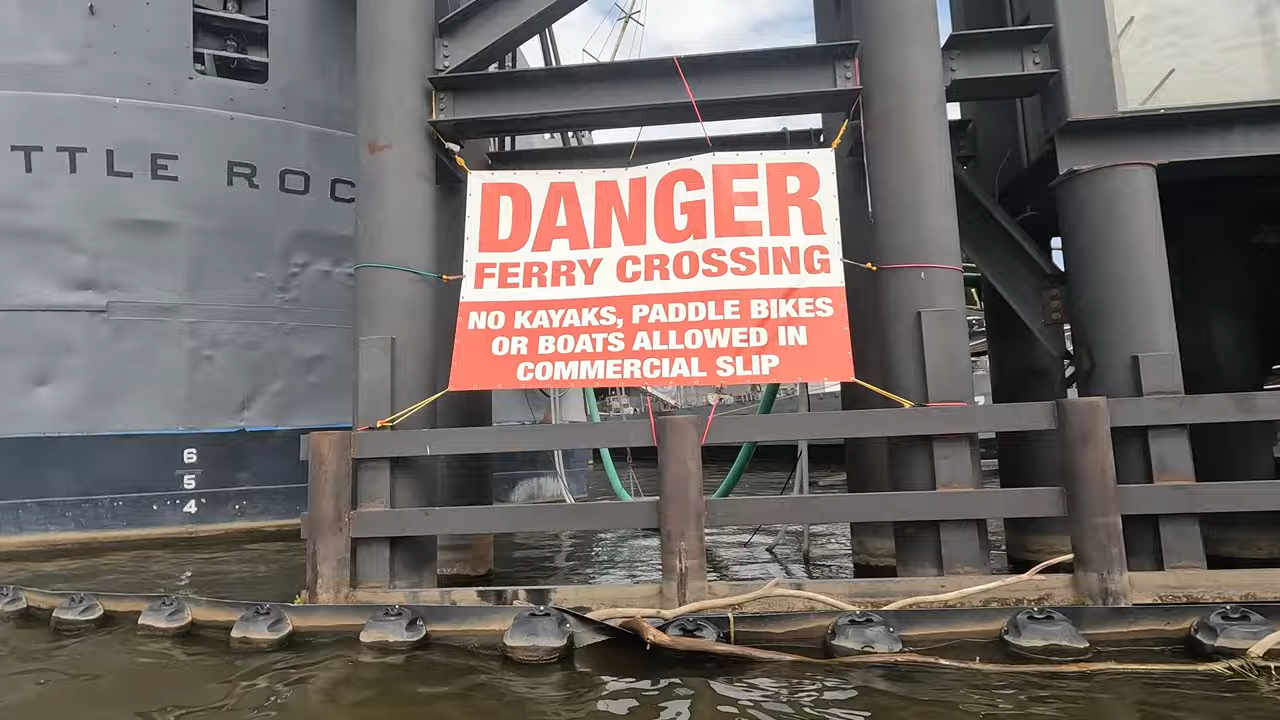 TTLE ROC
DANGER
FERRY CROSSING
NO KAYAKS, PADDLE BIKES
OR BOATS ALLOWED IN
COMMERCIAL SLIP
6
5
4